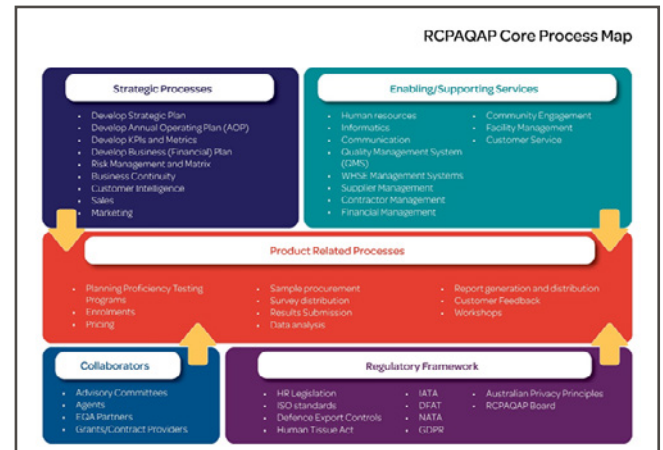 RCPAQAP Core Process Map
Strategic Processes
• Develop Strategic Plan
• Develop Annual Operating Plan (AOP)
• Develop KPIs and Metrics
• Develop Business (Financial) Plan
• Risk Management and Matrix
• Business Continuity
• Customer Intelligence
• Sales
• Marketing
Enabling/Supporting Services
• Human resources
• Informatics
• Communication
• Quality Management System
(QMS)
• WHSE Management Systems
• Supplier Management
• Contractor Management
• Financial Management
• Community Engagement
• Facility Management
• Customer Service
Product Related Processes
• Planning Proficiency Testing
Programs
• Enrolments
• Pricing
• Sample procurement
• Survey distribution
• Results Submission
• Data analysis
• Report generation and distribution
• Customer Feedback
• Workshops
Collaborators
• Advisory Committees
• Agents
• EQA Partners
• Grants/Contract Providers
Regulatory Framework
• HR Legislation
• ISO standards
• Defence Export Controls
• Human Tissue Act
• IATA
• DFAT
• NATA
• GDPR
• Australian Privacy Principles
• RCPAQAP Board